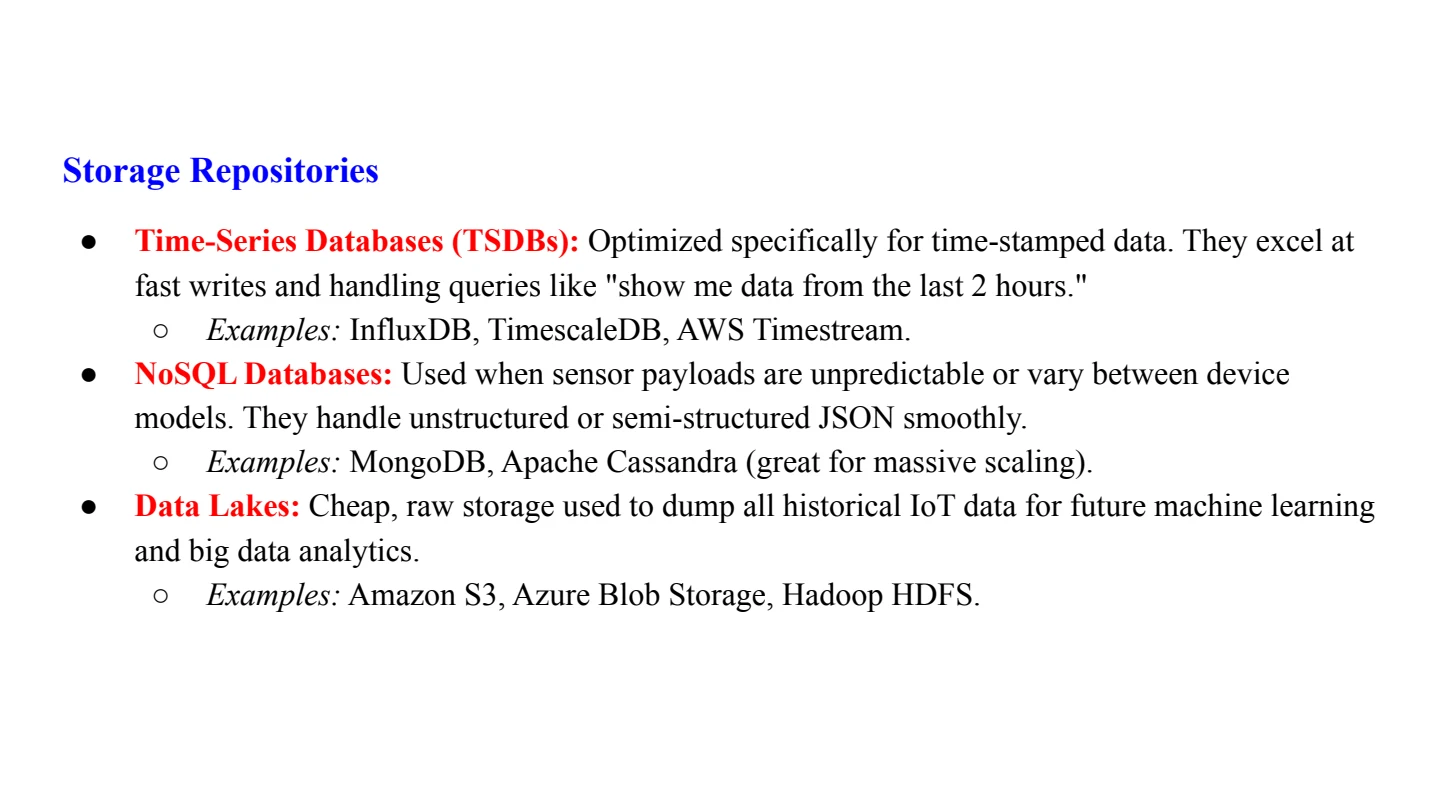 Storage Repositories
● Time-Series Databases (TSDBs): Optimized specifically for time-stamped data. They excel at
fast writes and handling queries like "show me data from the last 2 hours."
○ Examples: InfluxDB, TimescaleDB, AWS Timestream.
● NoSQL Databases: Used when sensor payloads are unpredictable or vary between device
models. They handle unstructured or semi-structured JSON smoothly.
○ Examples: MongoDB, Apache Cassandra (great for massive scaling).
● Data Lakes: Cheap, raw storage used to dump all historical IoT data for future machine learning
and big data analytics.
○ Examples: Amazon S3, Azure Blob Storage, Hadoop HDFS.